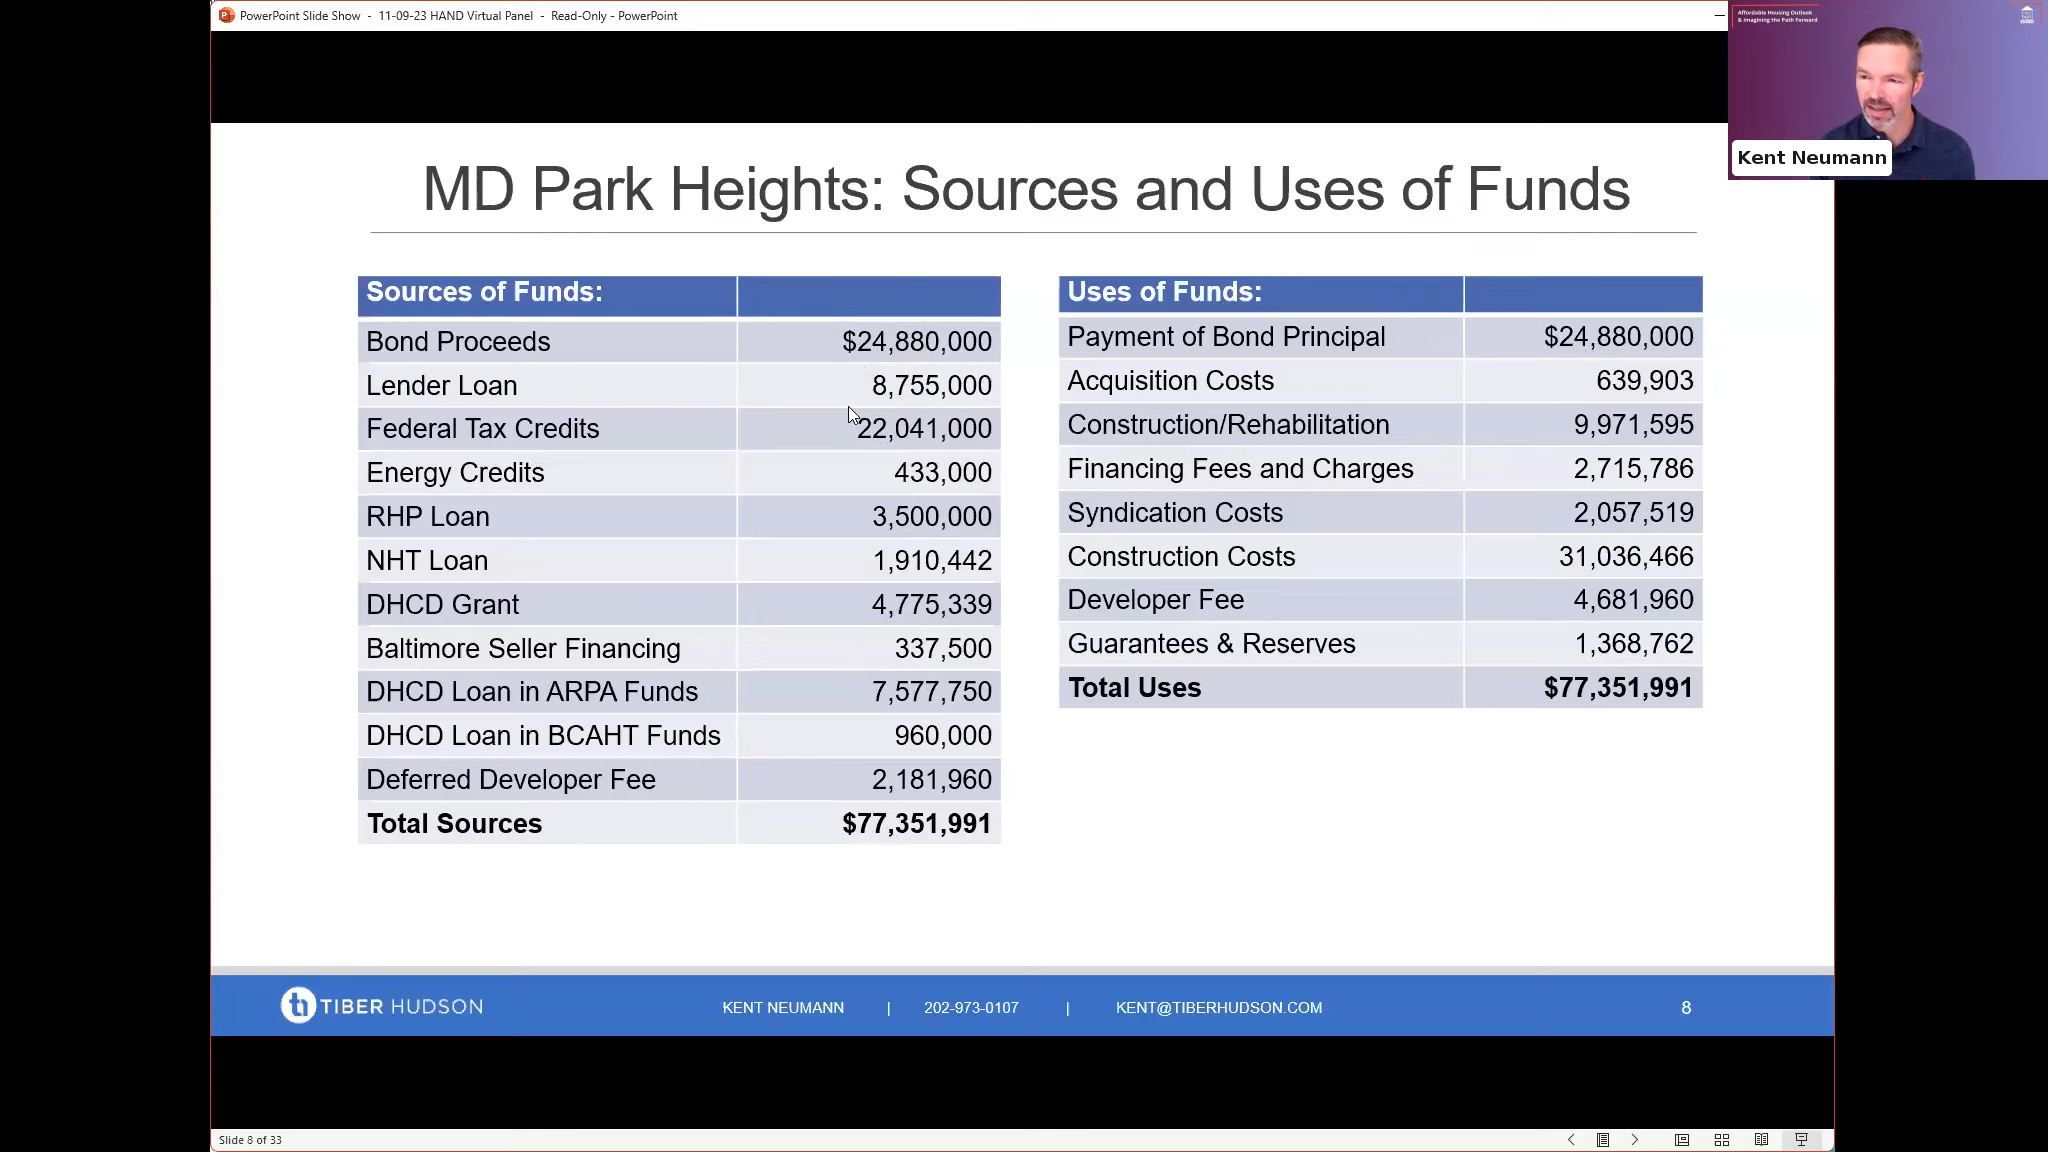 PowerPoint Slide Show - 11-09-23 HAND Virtual Panel - Read-Only - PowerPoint
Affordable Housing Outlook
& Imagining the Path Forward
HAND
Kent Neumann
MD Park Heights: Sources and Uses of Funds
Sources of Funds:
Bond Proceeds $24,880,000
Lender Loan 8,755,000
Federal Tax Credits 22,041,000
Energy Credits 433,000
RHP Loan 3,500,000
NHT Loan 1,910,442
DHCD Grant 4,775,339
Baltimore Seller Financing 337,500
DHCD Loan in ARPA Funds 7,577,750
DHCD Loan in BCAHT Funds 960,000
Deferred Developer Fee 2,181,960
Total Sources $77,351,991
Uses of Funds:
Payment of Bond Principal $24,880,000
Acquisition Costs 639,903
Construction/Rehabilitation 9,971,595
Financing Fees and Charges 2,715,786
Syndication Costs 2,057,519
Construction Costs 31,036,466
Developer Fee 4,681,960
Guarantees & Reserves 1,368,762
Total Uses $77,351,991
TIBER HUDSON
KENT NEUMANN | 202-973-0107 | KENT@TIBERHUDSON.COM
8
Slide 8 of 33